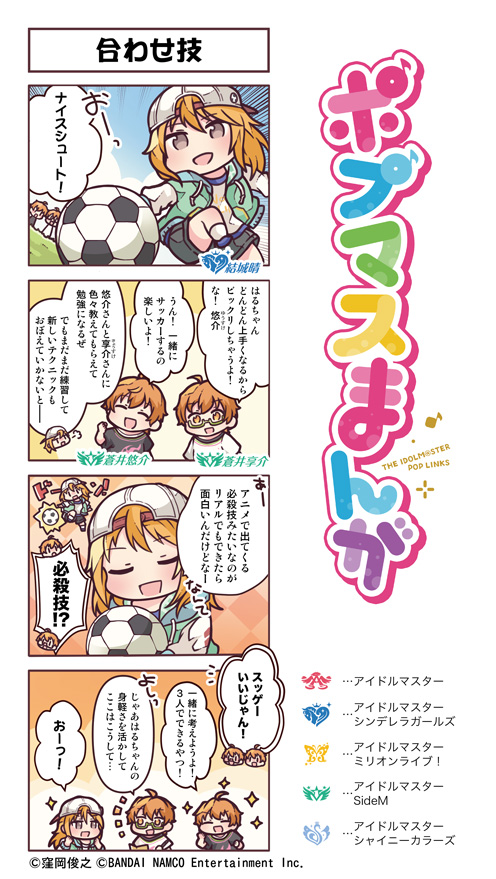 合わせ技
おーっ
ナイスシュート！
結城晴
はるちゃん
どんどん上手くなるから
ビックリしちゃうよ！
な！悠介
ゆうすけ
うん！一緒に
サッカーするの
楽しいよ！
悠介さんと享介さんに
きょうすけ
色々教えてもらえて
勉強になるぜ
でもまだまだ練習して
新しいテクニックも
おぼえていかないと──
蒼井悠介
蒼井享介
あー
アニメで出てくる
必殺技みたいなのが
リアルでもできたら
面白いんだけどなー
なんて
ドーーン
必殺技!?
スッゲー
いいじゃん！
一緒に考えようよ！
３人でできるやつ！
よしっ
じゃあはるちゃんの
身軽さを活かして
ここはこうして…
おーっ！
ポプマスまんが
THE IDOLM@STER
POP LINKS
…アイドルマスター
…アイドルマスター
シンデレラガールズ
…アイドルマスター
ミリオンライブ！
…アイドルマスター
SideM
…アイドルマスター
シャイニーカラーズ
©窪岡俊之 ©BANDAI NAMCO Entertainment Inc.